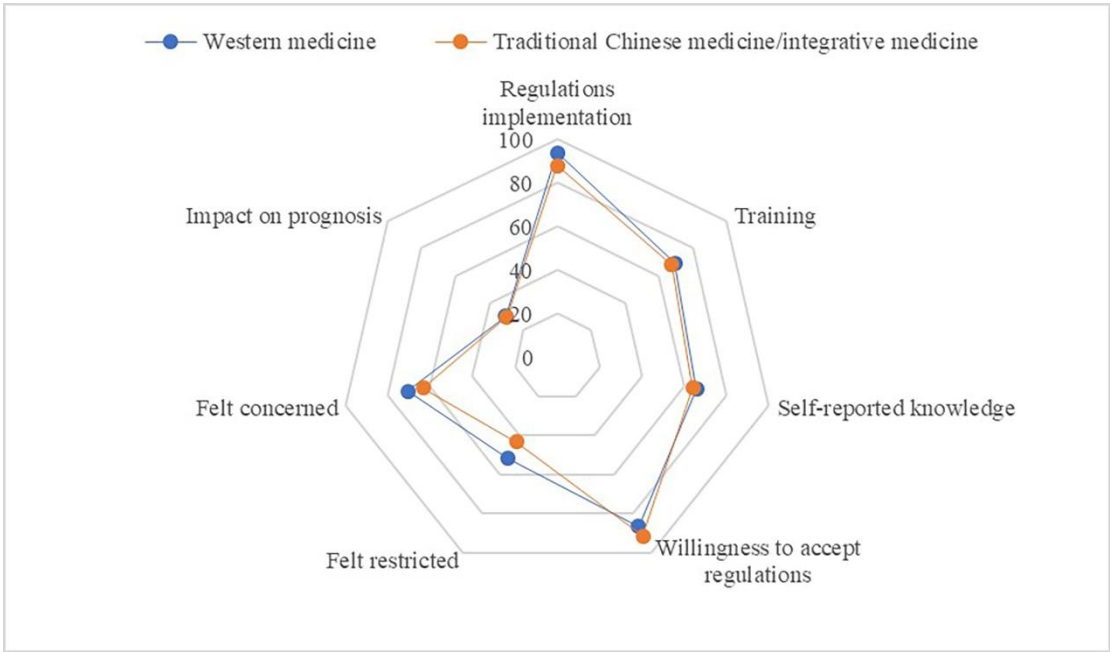 Western medicine
Traditional Chinese medicine/integrative medicine
Regulations
implementation
100
80
60
40
20
0
Training
Impact on prognosis
Self-reported knowledge
Felt concerned
Willingness to accept
regulations
Felt restricted